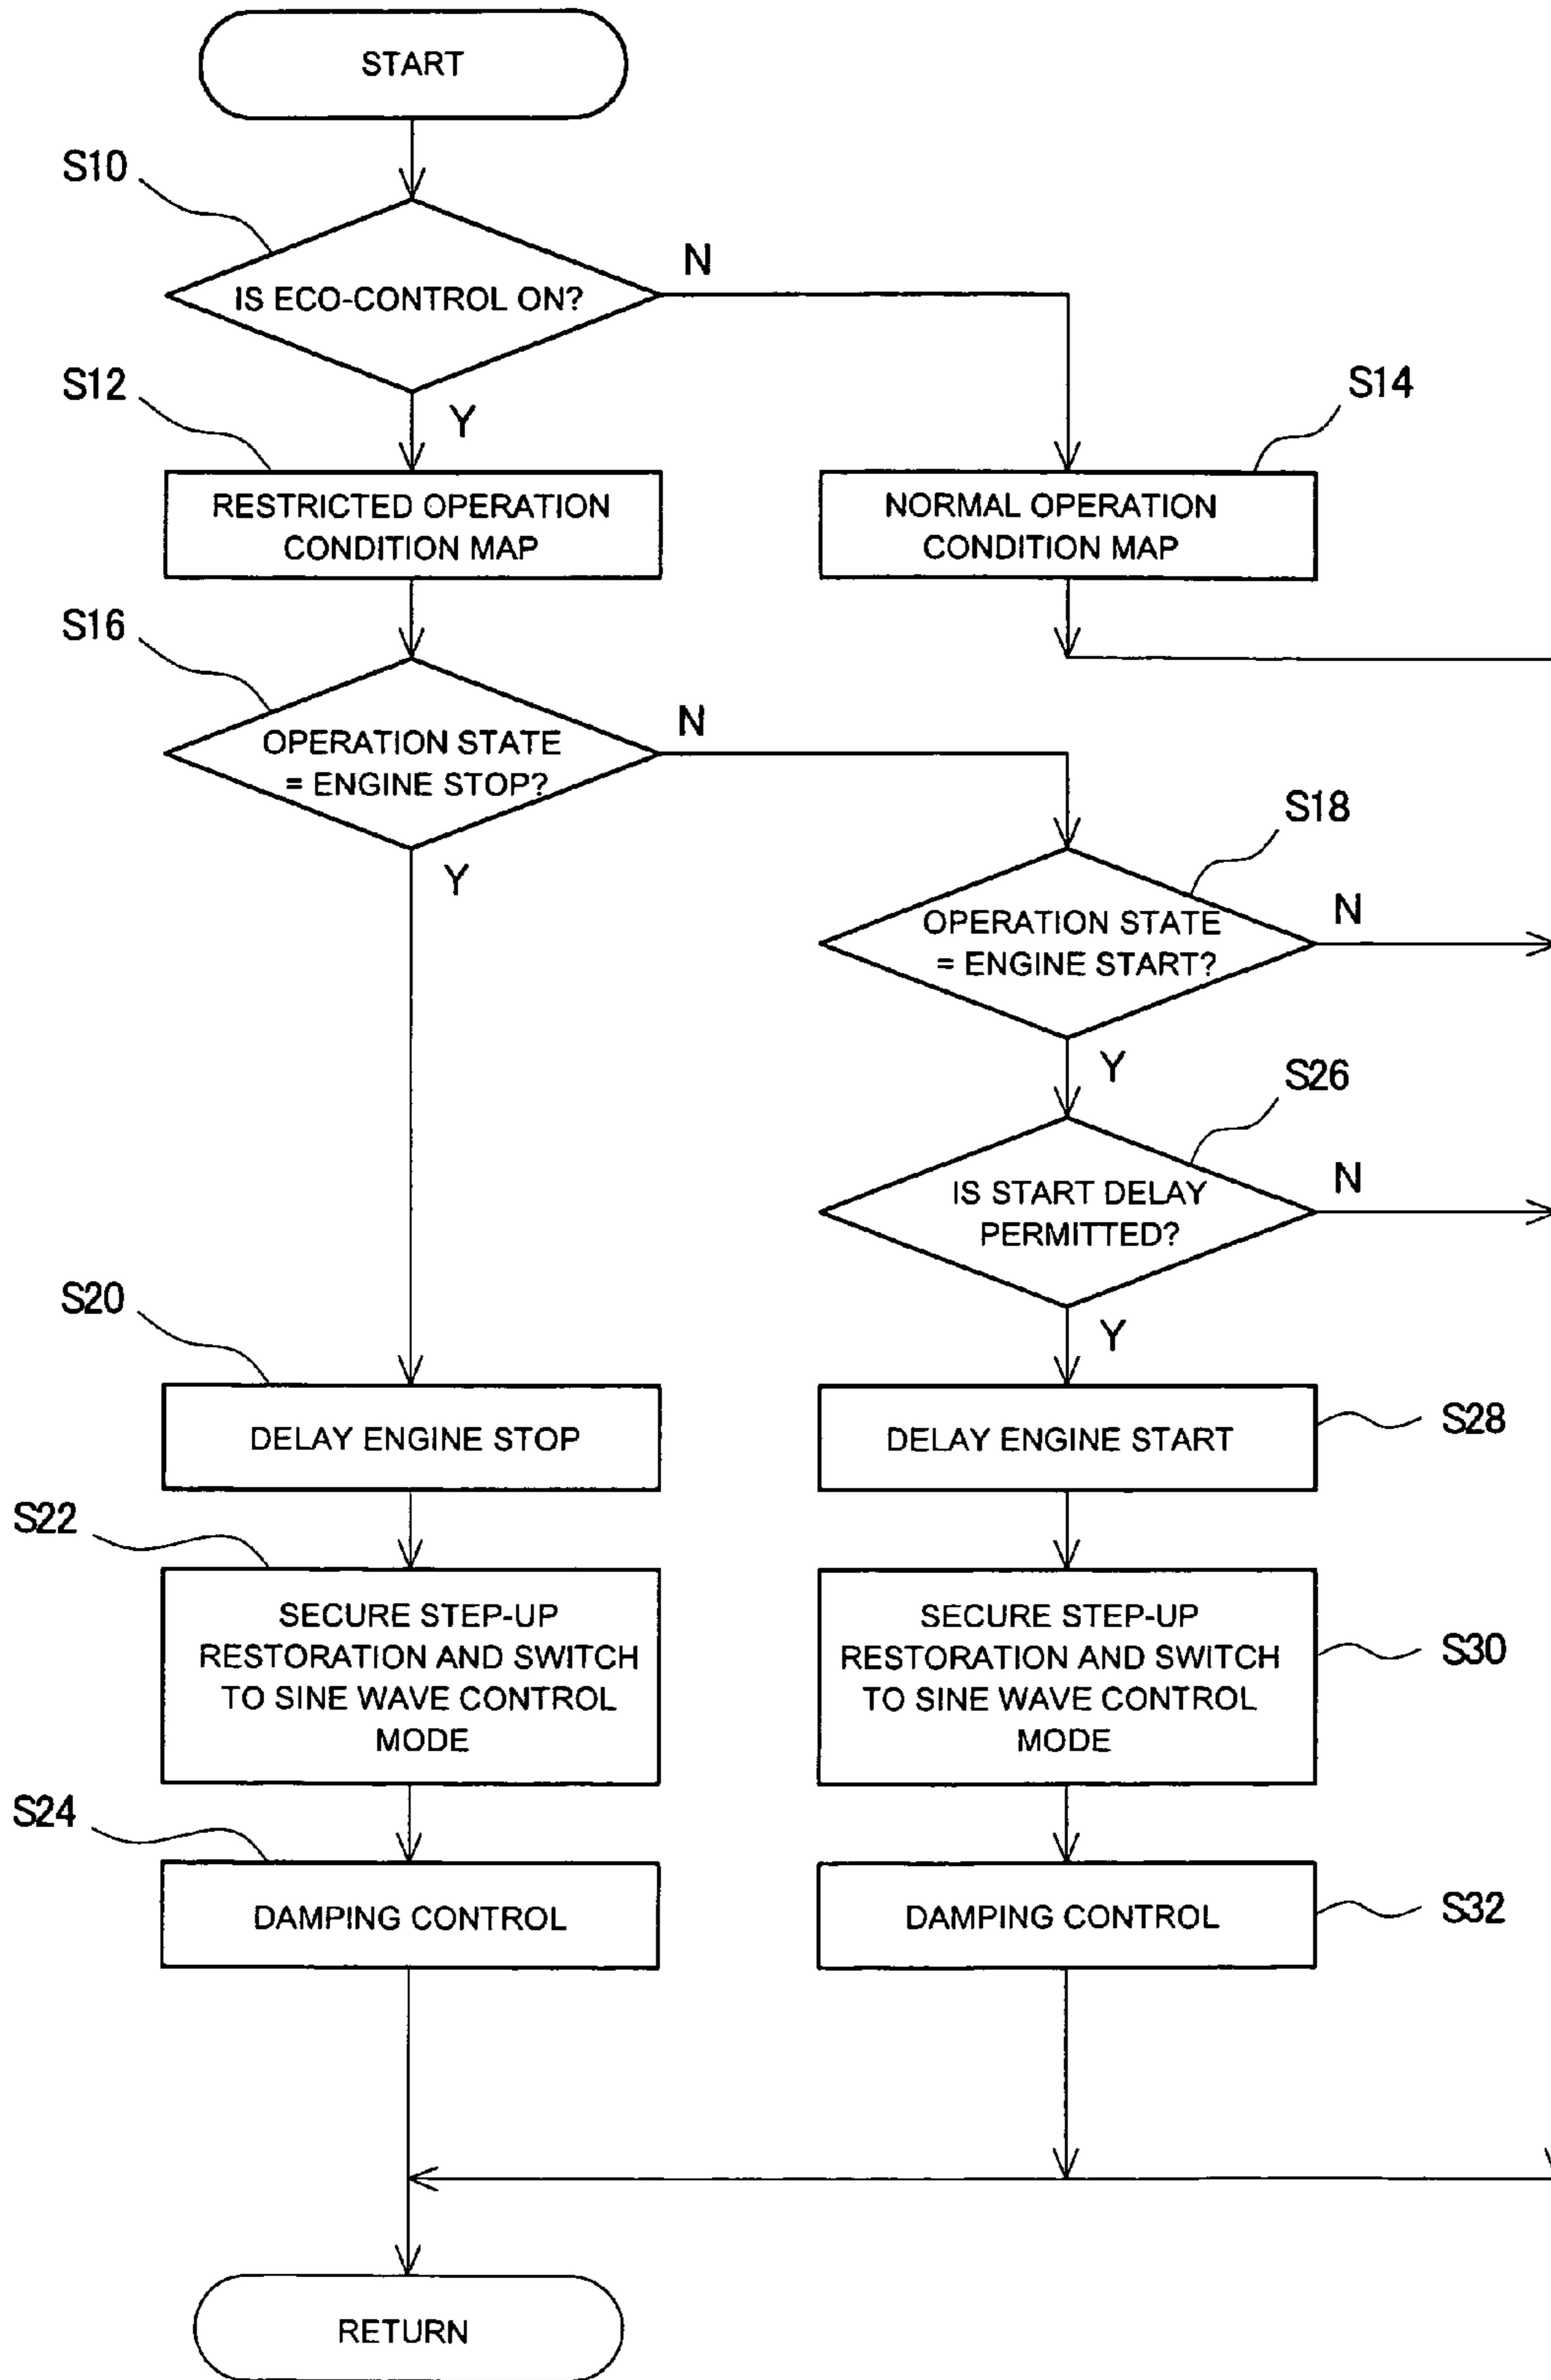 START
S10
IS ECO-CONTROL ON?
N
Y
S12
RESTRICTED OPERATION
CONDITION MAP
S14
NORMAL OPERATION
CONDITION MAP
S16
OPERATION STATE
= ENGINE STOP?
N
Y
S18
OPERATION STATE
= ENGINE START?
N
Y
S26
IS START DELAY
PERMITTED?
N
Y
S20
DELAY ENGINE STOP
DELAY ENGINE START
S28
S22
SECURE STEP-UP
RESTORATION AND SWITCH
TO SINE WAVE CONTROL
MODE
SECURE STEP-UP
RESTORATION AND SWITCH
TO SINE WAVE CONTROL
MODE
S30
S24
DAMPING CONTROL
DAMPING CONTROL
S32
RETURN